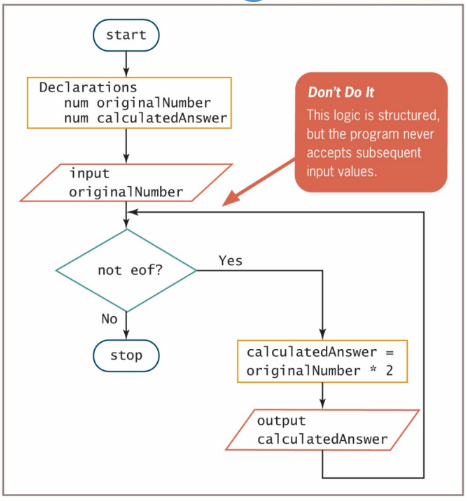 start
Declarations
num originalNumber
num calculatedAnswer
Don't Do It
This logic is structured,
but the program never
accepts subsequent
input values.
input
originalNumber
not eof?
Yes
No
stop
calculatedAnswer =
originalNumber * 2
output
calculatedAnswer